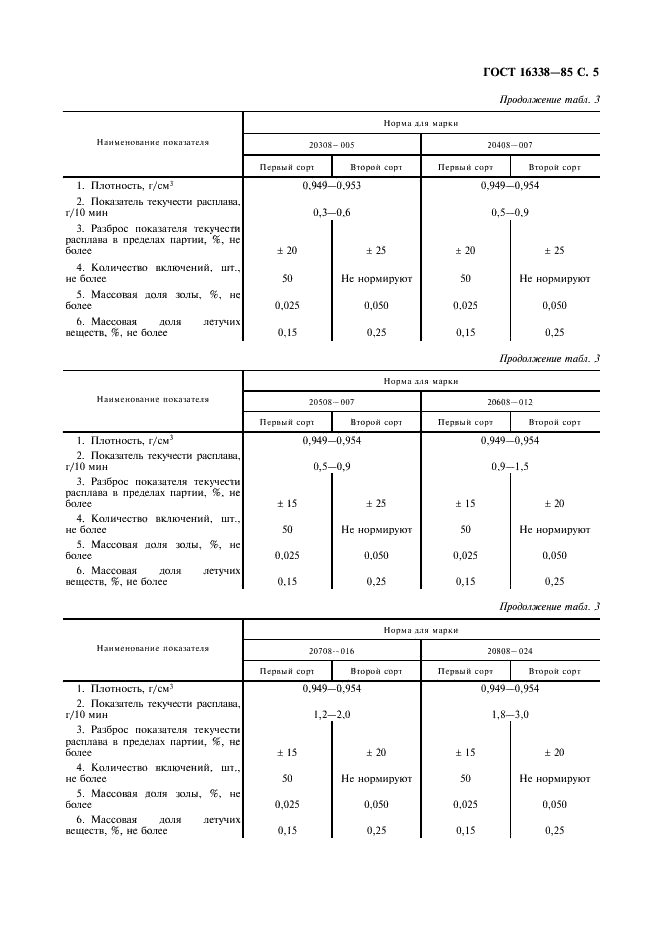 ГОСТ 16338—85 С. 5
Продолжение табл. 3
Норма для марки
Наименование показателя
20308—005 20408—007
Первый сорт Второй сорт Первый сорт Второй сорт
1. Плотность, г/см³ 0,949—0,953 0,949—0,954
2. Показатель текучести расплава,
г/10 мин 0,3—0,6 0,5—0,9
3. Разброс показателя текучести
расплава в пределах партии, %, не
более ± 20 ± 25 ± 20 ± 25
4. Количество включений, шт.,
не более 50 Не нормируют 50 Не нормируют
5. Массовая доля золы, %, не
более 0,025 0,050 0,025 0,050
6. Массовая доля летучих
веществ, %, не более 0,15 0,25 0,15 0,25
Продолжение табл. 3
Норма для марки
Наименование показателя
20508—007 20608—012
Первый сорт Второй сорт Первый сорт Второй сорт
1. Плотность, г/см³ 0,949—0,954 0,949—0,954
2. Показатель текучести расплава,
г/10 мин 0,5—0,9 0,9—1,5
3. Разброс показателя текучести
расплава в пределах партии, %, не
более ± 15 ± 25 ± 15 ± 20
4. Количество включений, шт.,
не более 50 Не нормируют 50 Не нормируют
5. Массовая доля золы, %, не
более 0,025 0,050 0,025 0,050
6. Массовая доля летучих
веществ, %, не более 0,15 0,25 0,15 0,25
Продолжение табл. 3
Норма для марки
Наименование показателя
20708—016 20808—024
Первый сорт Второй сорт Первый сорт Второй сорт
1. Плотность, г/см³ 0,949—0,954 0,949—0,954
2. Показатель текучести расплава,
г/10 мин 1,2—2,0 1,8—3,0
3. Разброс показателя текучести
расплава в пределах партии, %, не
более ± 15 ± 20 ± 15 ± 20
4. Количество включений, шт.,
не более 50 Не нормируют 50 Не нормируют
5. Массовая доля золы, %, не
более 0,025 0,050 0,025 0,050
6. Массовая доля летучих
веществ, %, не более 0,15 0,25 0,15 0,25